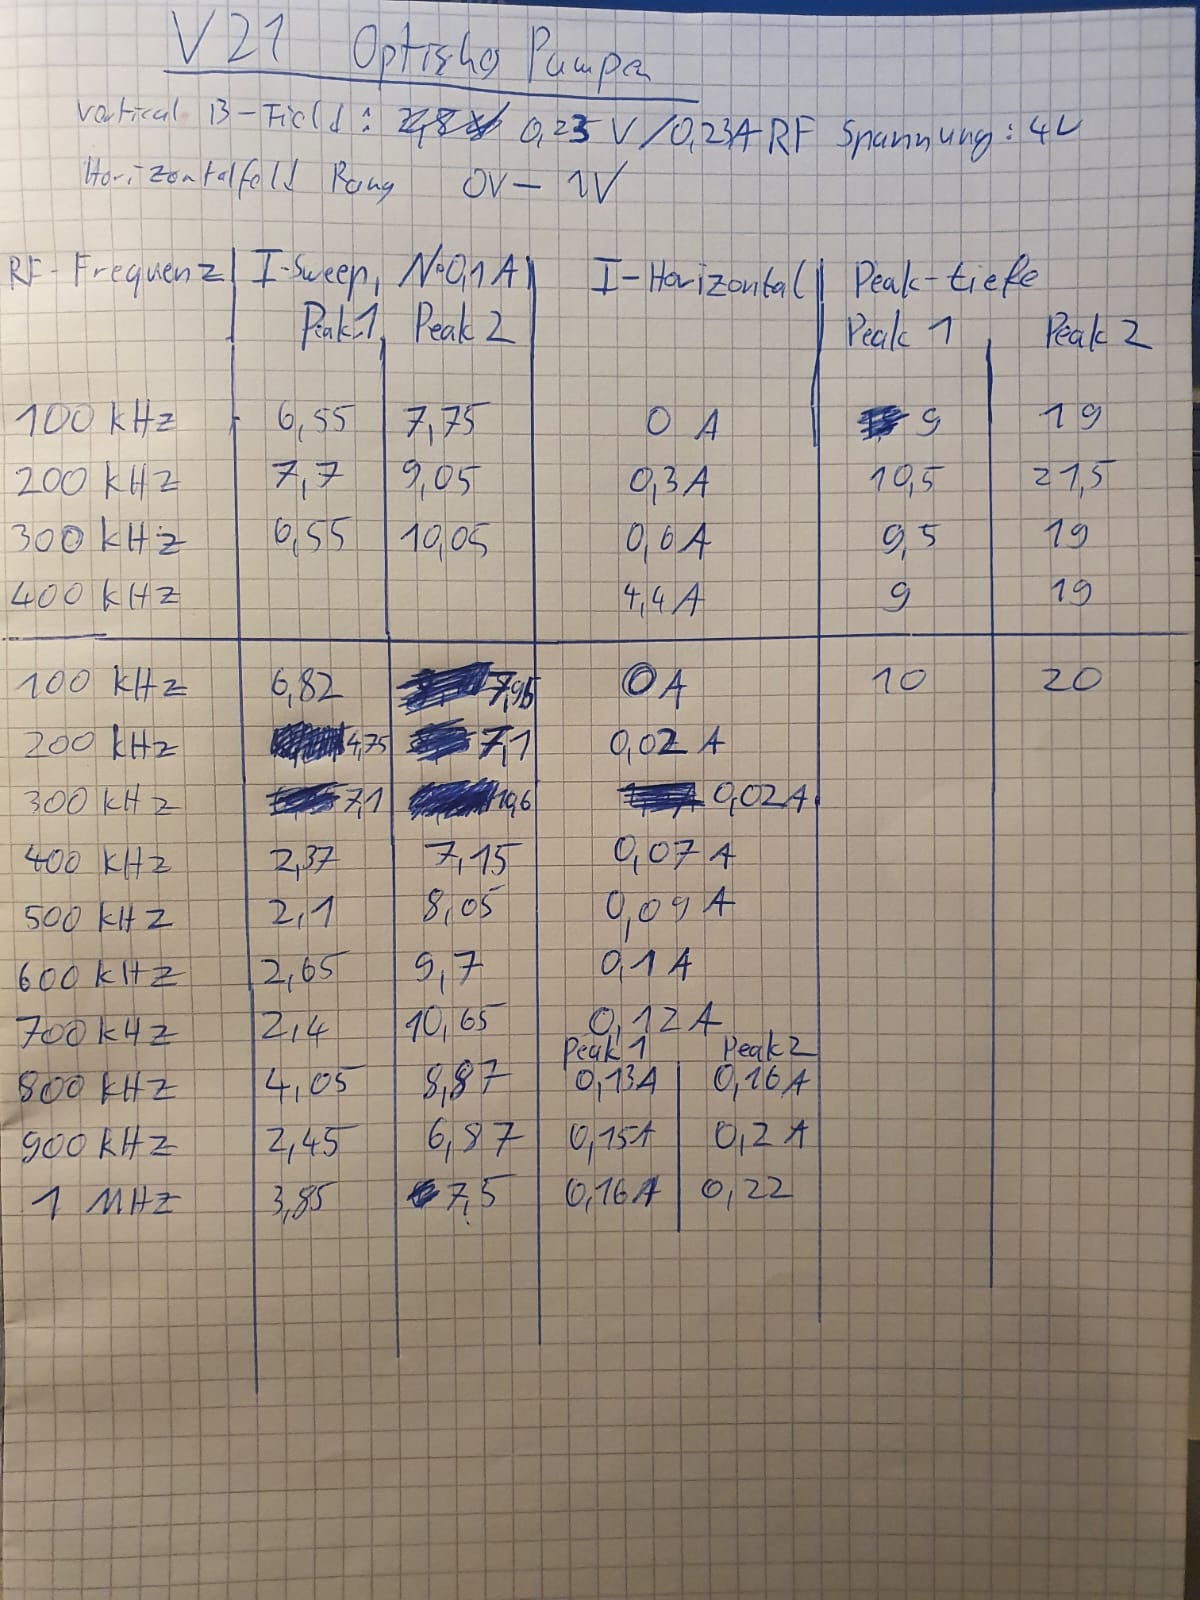 V21 Optisho Pumpen
Vertical B-Field: 0,23 V/0,23A RF Spannung: 4V
Horizontalfeld Rang 0V – 1V
RF-Frequenz I-Sweep, N·0,1 A I-Horizontal Peak-tiefe
Peak 1 Peak 2 Peak 1 Peak 2
100 kHz 6,55 7,75 0 A 9 19
200 kHz 7,7 9,05 0,3 A 10,5 21,5
300 kHz 6,55 10,05 0,6 A 9,5 19
400 kHz 4,4 A 9 19
100 kHz 6,82 7,95 0 A 10 20
200 kHz 4,75 7,1 0,02 A
300 kHz 7,1 10,6 0,02 A
400 kHz 2,37 7,15 0,07 A
500 kHz 2,1 8,05 0,09 A
600 kHz 2,65 9,7 0,1 A
700 kHz 2,4 10,65 0,12 A
Peak 1 Peak 2
800 kHz 4,05 8,87 0,13A 0,16 A
900 kHz 2,45 6,87 0,15A 0,2 A
1 MHz 3,85 7,5 0,16 A 0,22